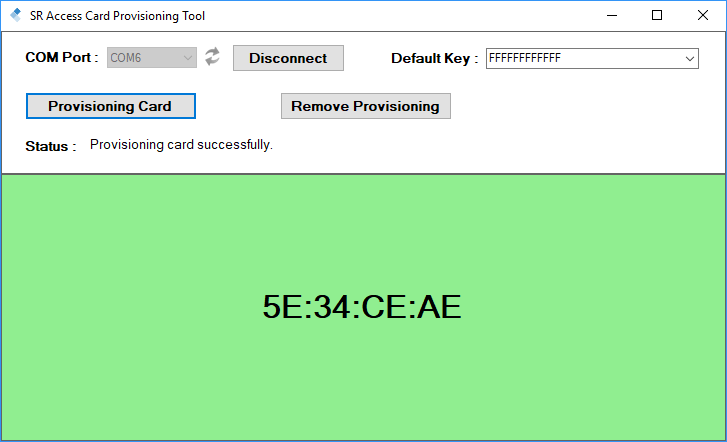 SR Access Card Provisioning Tool
COM Port : COM6 Disconnect Default Key : FFFFFFFFFFFF
Provisioning Card Remove Provisioning
Status : Provisioning card successfully.
5E:34:CE:AE